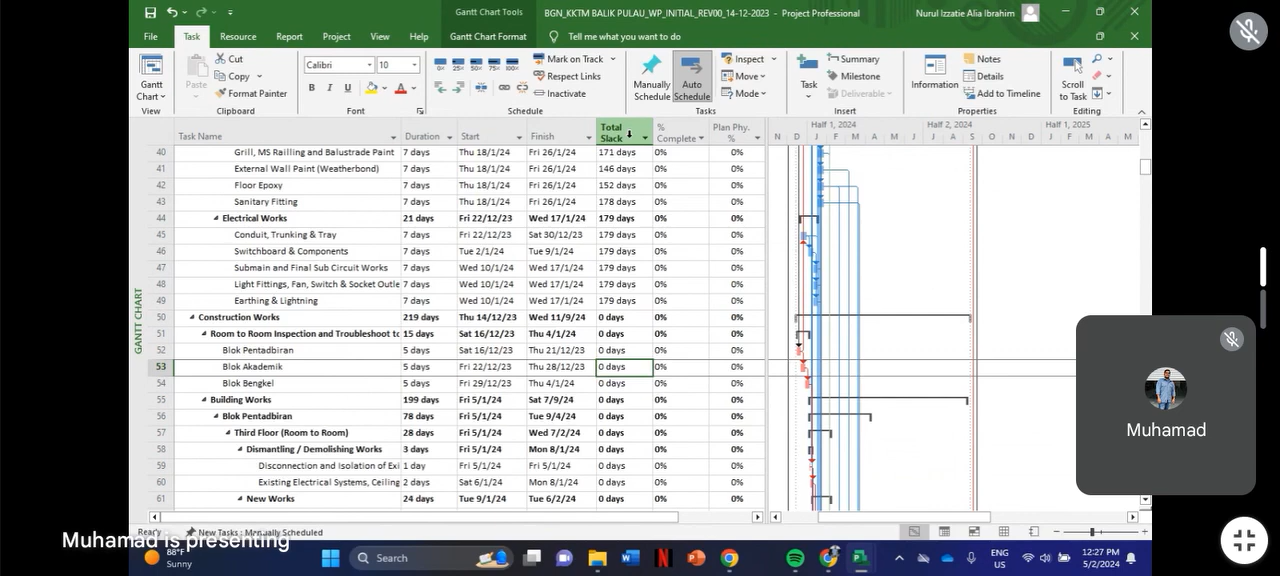 Gantt Chart Tools
BGN_KKTM BALIK PULAU_WP_INITIAL_REV00_14-12-2023 - Project Professional
Nurul Izzatie Alia Ibrahim
File Task Resource Report Project View Help Gantt Chart Format Tell me what you want to do
Gantt Chart
View
Paste
Cut
Copy
Format Painter
Clipboard
Calibri 10
B I U A
Font
0% 25% 50% 75% 100%
Mark on Track
Respect Links
Inactivate
Schedule
Manually Schedule
Auto Schedule
Inspect
Move
Mode
Tasks
Task
Summary
Milestone
Deliverable
Insert
Information
Notes
Details
Add to Timeline
Properties
Scroll to Task
Editing
Task Name Duration Start Finish Total Slack % Complete Plan Phy. %
Half 1, 2024 Half 2, 2024 Half 1, 2025
N D J F M A M J J A S O N D J F M A M
40 Grill, MS Railling and Balustrade Paint 7 days Thu 18/1/24 Fri 26/1/24 171 days 0% 0%
41 External Wall Paint (Weatherbond) 7 days Thu 18/1/24 Fri 26/1/24 146 days 0% 0%
42 Floor Epoxy 7 days Thu 18/1/24 Fri 26/1/24 152 days 0% 0%
43 Sanitary Fitting 7 days Thu 18/1/24 Fri 26/1/24 178 days 0% 0%
44 Electrical Works 21 days Fri 22/12/23 Wed 17/1/24 179 days 0% 0%
45 Conduit, Trunking & Tray 7 days Fri 22/12/23 Sat 30/12/23 179 days 0% 0%
46 Switchboard & Components 7 days Tue 2/1/24 Tue 9/1/24 179 days 0% 0%
47 Submain and Final Sub Circuit Works 7 days Wed 10/1/24 Wed 17/1/24 179 days 0% 0%
48 Light Fittings, Fan, Switch & Socket Outle 7 days Wed 10/1/24 Wed 17/1/24 179 days 0% 0%
49 Earthing & Lightning 7 days Wed 10/1/24 Wed 17/1/24 179 days 0% 0%
50 Construction Works 219 days Thu 14/12/23 Wed 11/9/24 0 days 0% 0%
51 Room to Room Inspection and Troubleshoot to 15 days Sat 16/12/23 Thu 4/1/24 0 days 0% 0%
52 Blok Pentadbiran 5 days Sat 16/12/23 Thu 21/12/23 0 days 0% 0%
53 Blok Akademik 5 days Fri 22/12/23 Thu 28/12/23 0 days 0% 0%
54 Blok Bengkel 5 days Fri 29/12/23 Thu 4/1/24 0 days 0% 0%
55 Building Works 199 days Fri 5/1/24 Sat 7/9/24 0 days 0% 0%
56 Blok Pentadbiran 78 days Fri 5/1/24 Tue 9/4/24 0 days 0% 0%
57 Third Floor (Room to Room) 28 days Fri 5/1/24 Wed 7/2/24 0 days 0% 0%
58 Dismantling / Demolishing Works 3 days Fri 5/1/24 Mon 8/1/24 0 days 0% 0%
59 Disconnection and Isolation of Exi 1 day Fri 5/1/24 Fri 5/1/24 0 days 0% 0%
60 Existing Electrical Systems, Ceiling 2 days Sat 6/1/24 Mon 8/1/24 0 days 0% 0%
61 New Works 24 days Tue 9/1/24 Tue 6/2/24 0 days 0% 0%
GANTT CHART
Muhamad
Ready New Tasks : Manually Scheduled
Muhamad is presenting
88°F
Sunny
Search
ENG
US
12:27 PM
5/2/2024